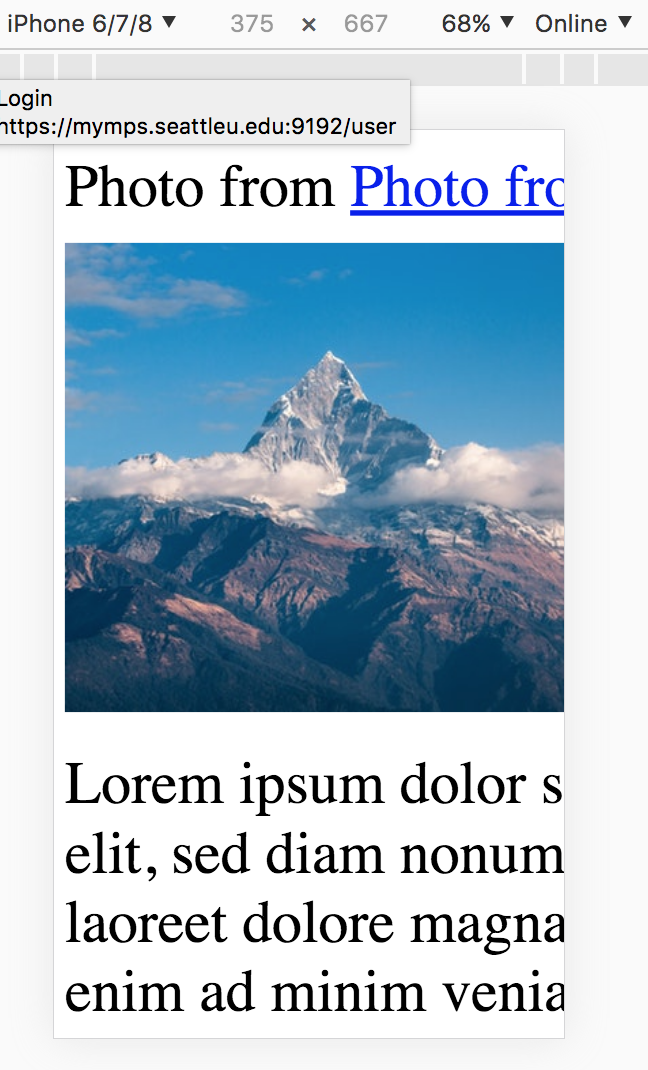 iPhone 6/7/8 ▼ 375 × 667 68% ▼ Online ▼
Login
https://mymps.seattleu.edu:9192/user
Photo from Photo fro
Lorem ipsum dolor s
elit, sed diam nonum
laoreet dolore magna
enim ad minim venia